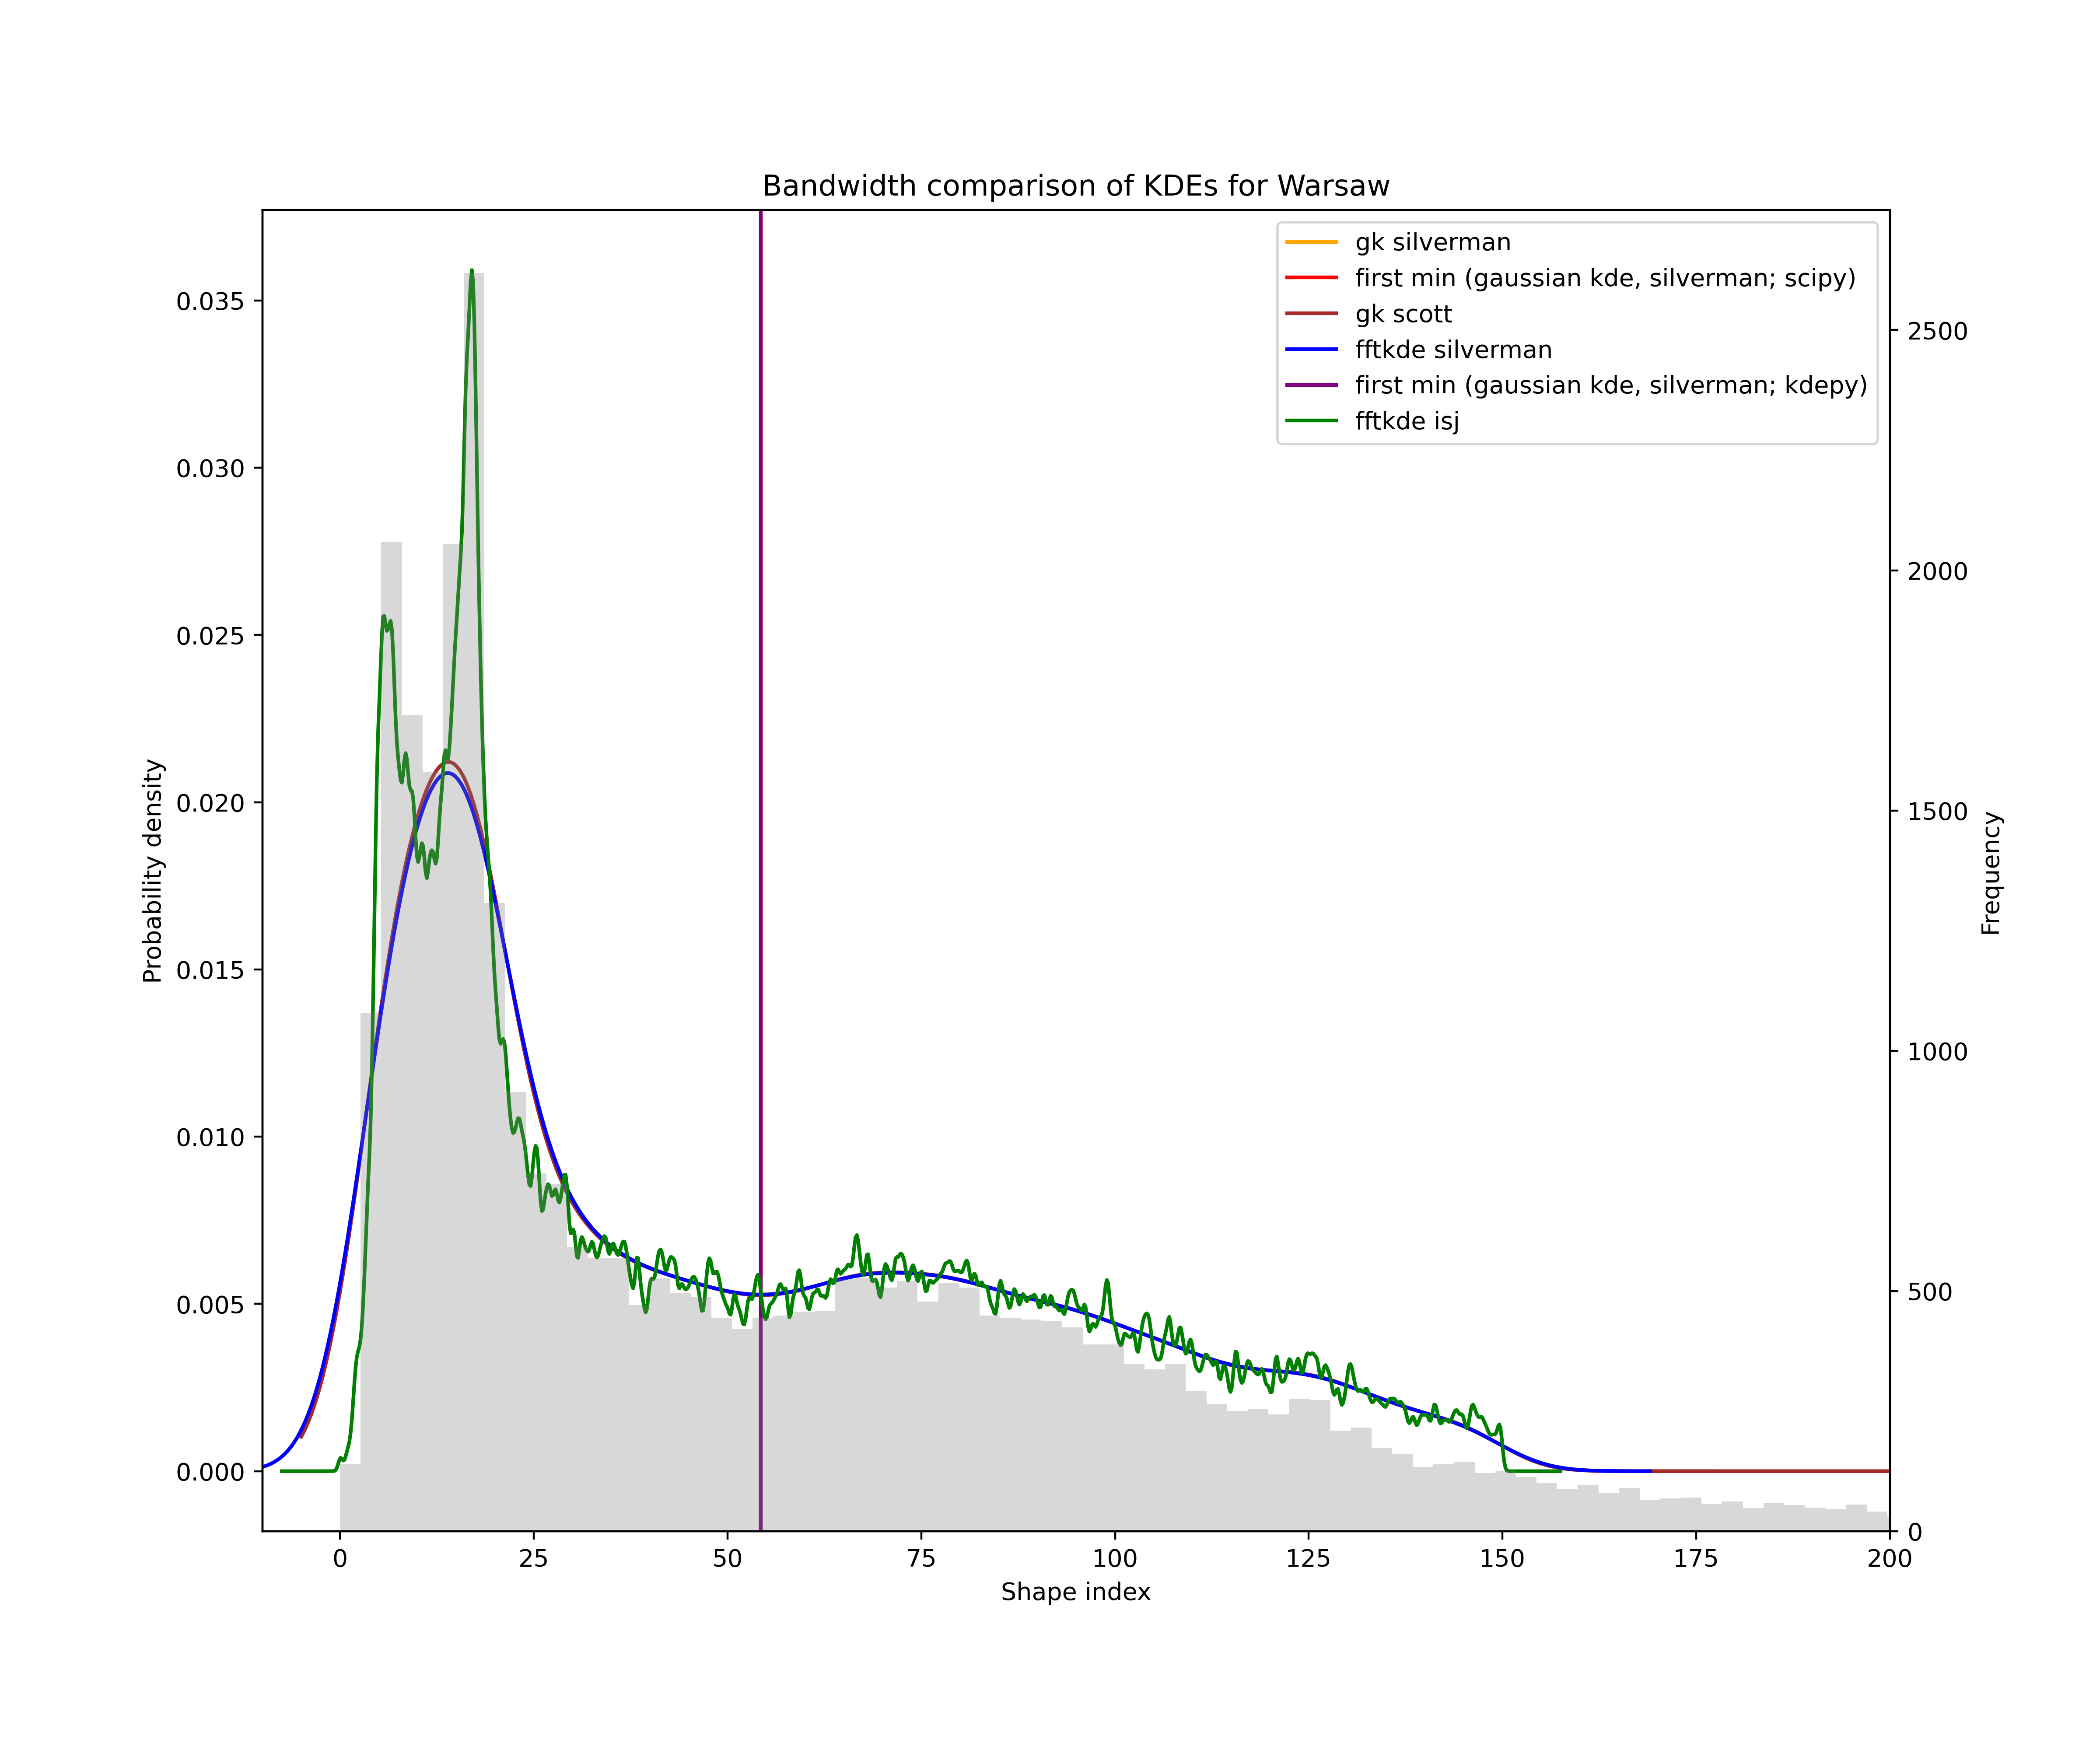 Bandwidth comparison of KDEs for Warsaw
gk silverman
first min (gaussian kde, silverman; scipy)
gk scott
fftkde silverman
first min (gaussian kde, silverman; kdepy)
fftkde isj
0.035
0.030
0.025
0.020
0.015
0.010
0.005
0.000
Probability density
2500
2000
1500
1000
500
0
Frequency
0 25 50 75 100 125 150 175 200
Shape index